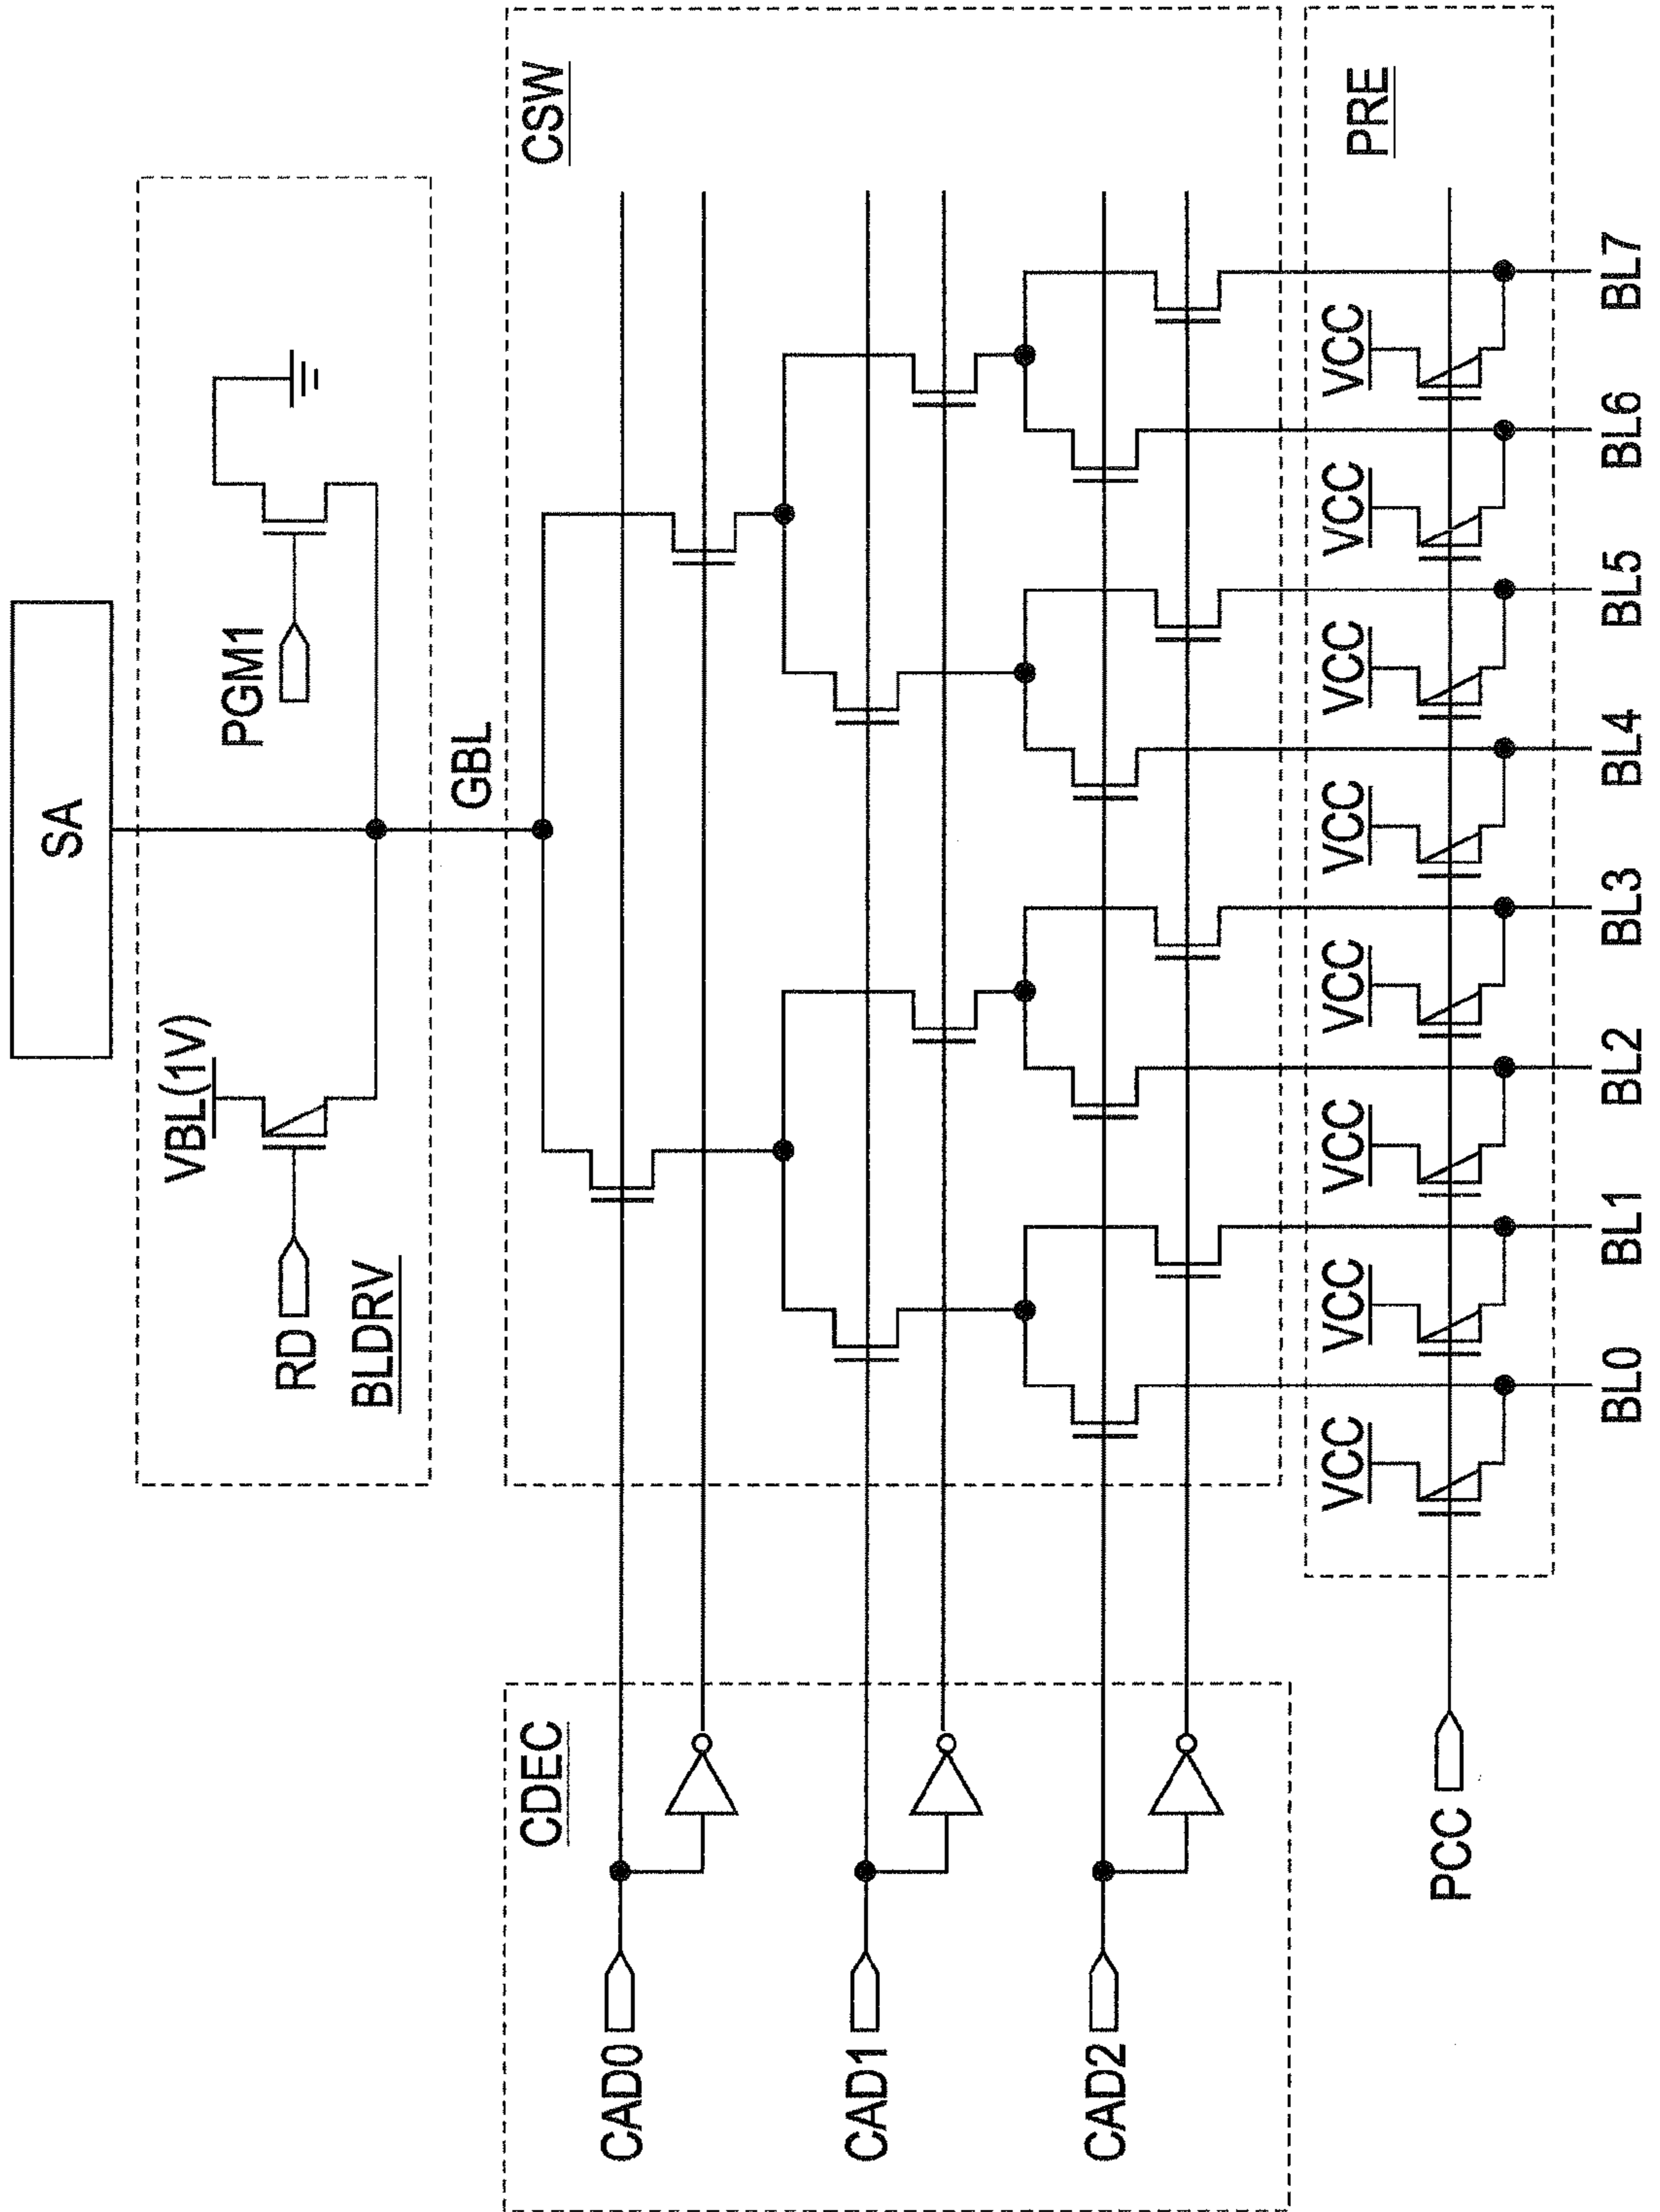 SA
VBL(1V)
PGM1
RD
BLDRV
GBL
CDEC
CSW
CAD0
CAD1
CAD2
PRE
VCC
VCC
VCC
VCC
VCC
VCC
VCC
VCC
PCC
BL0
BL1
BL2
BL3
BL4
BL5
BL6
BL7